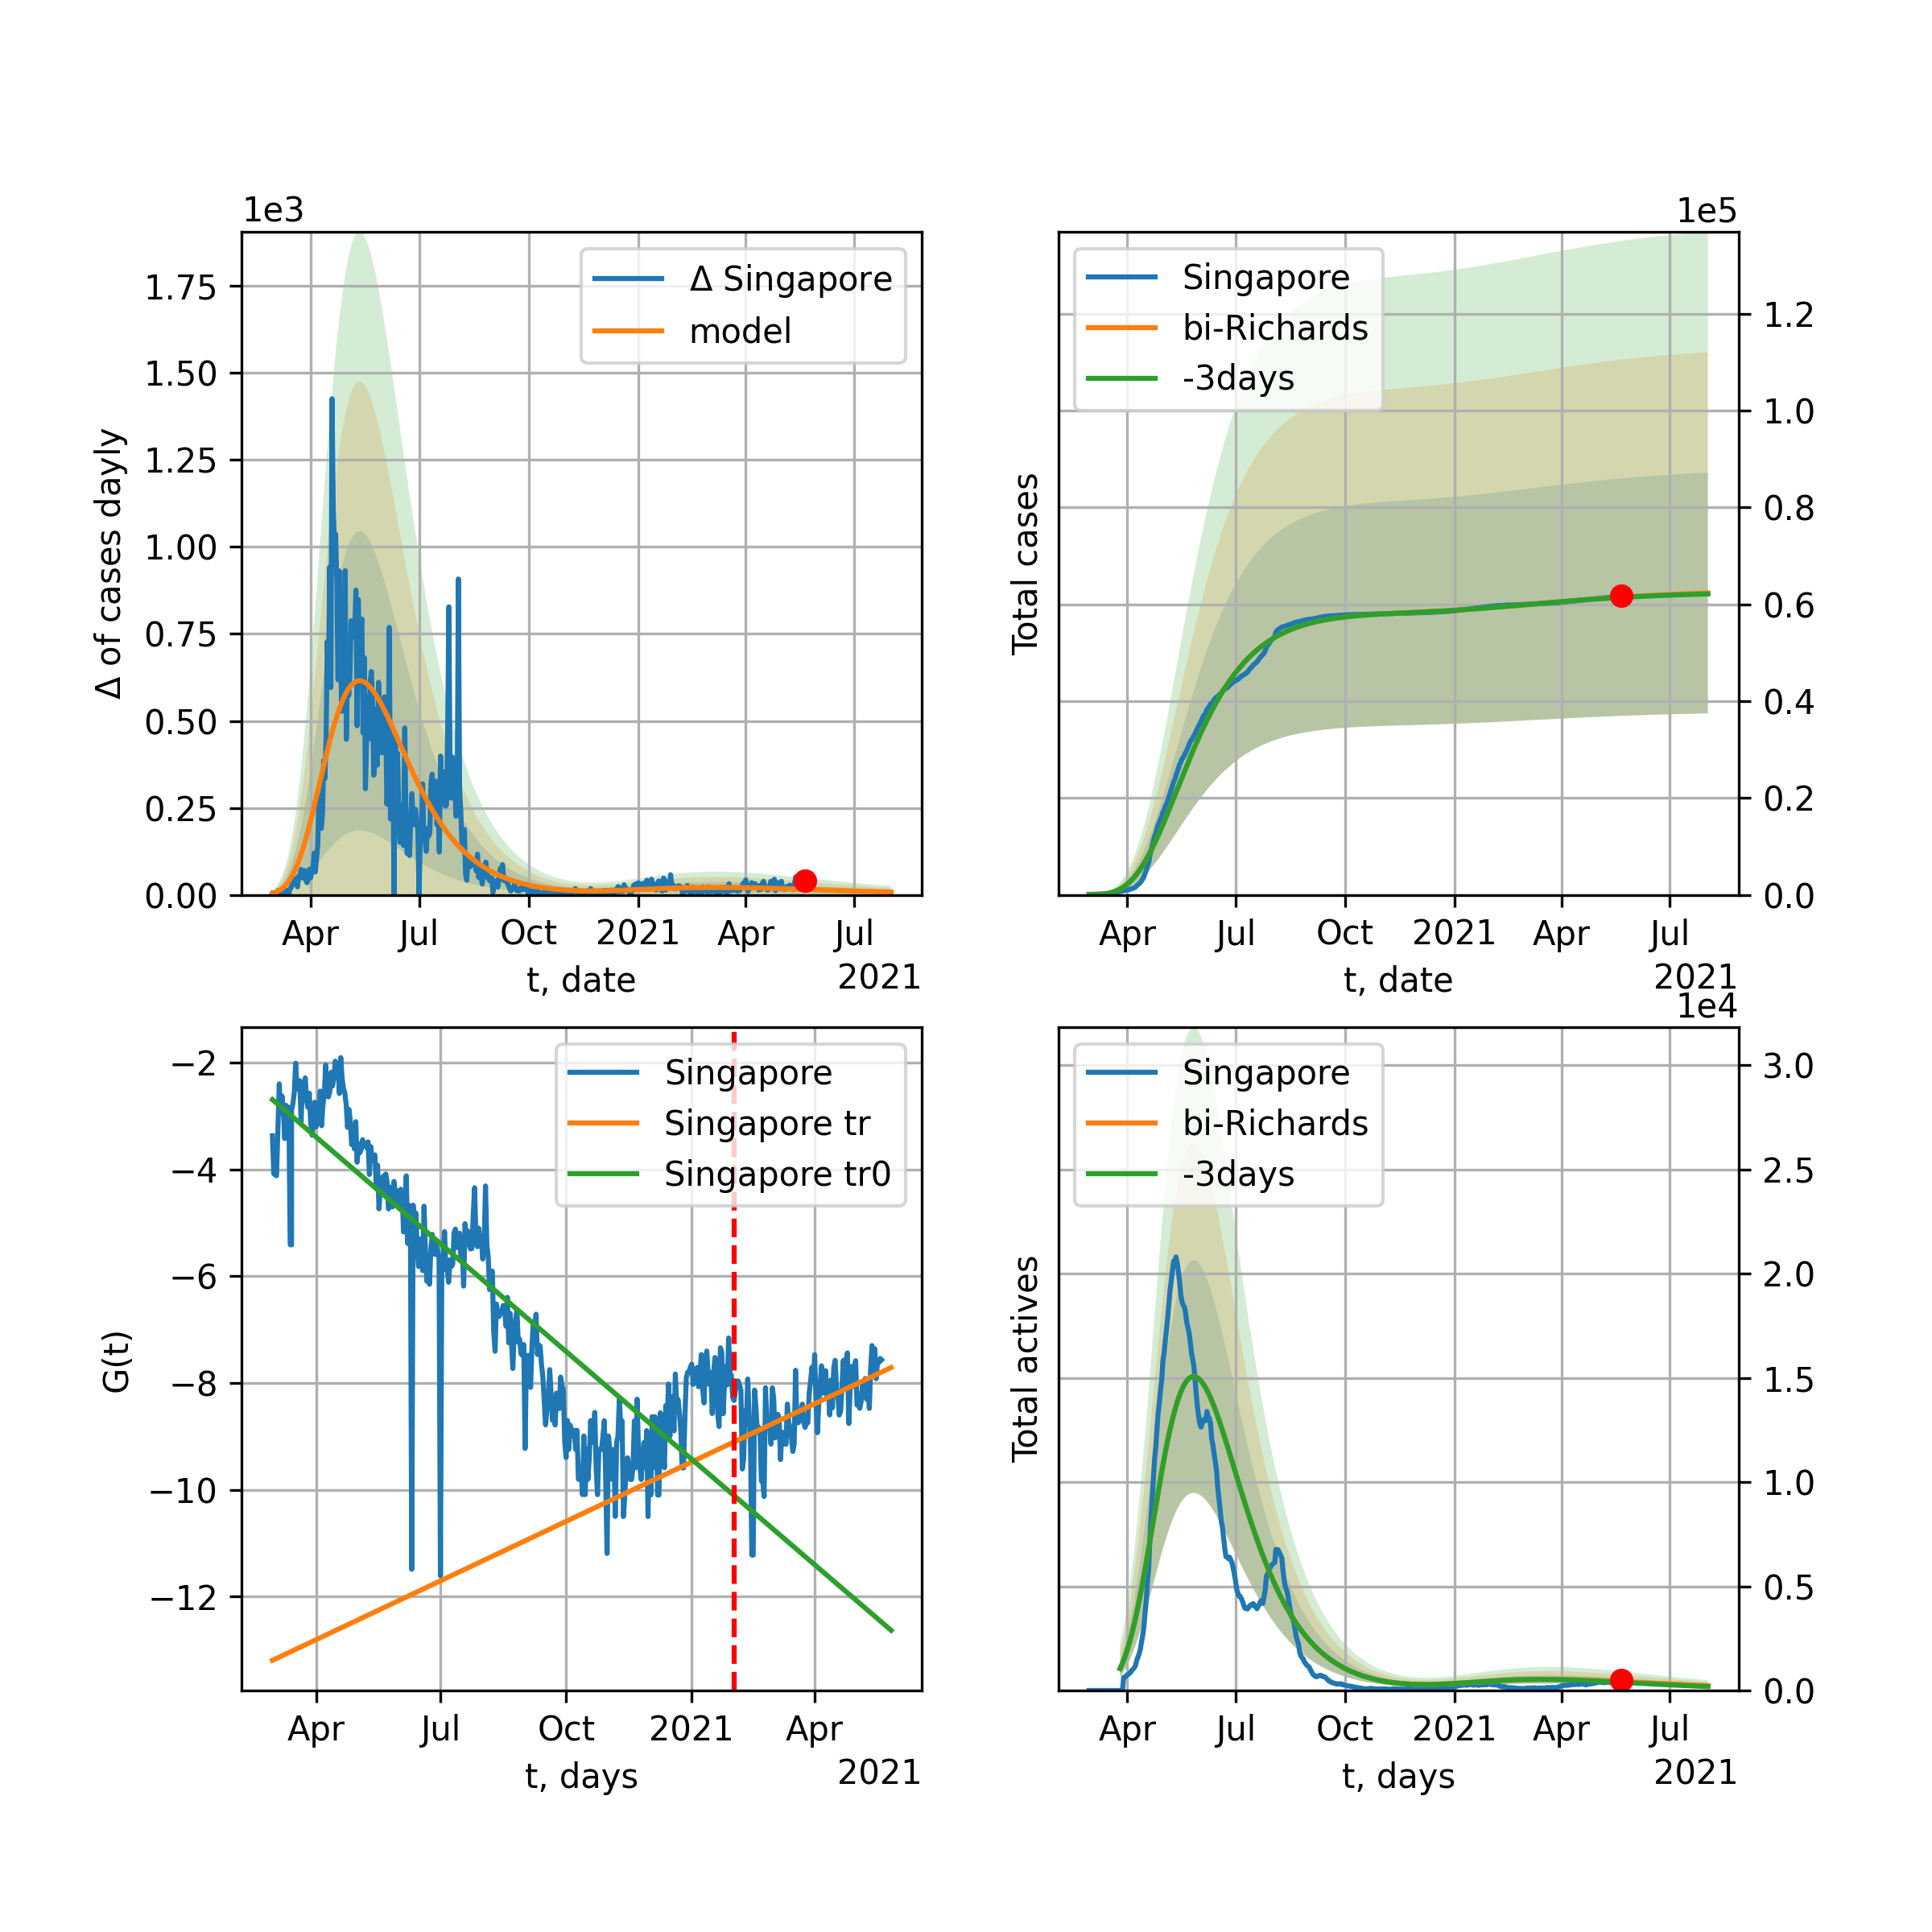 1e3
Δ of cases dayly
1.75
1.50
1.25
1.00
0.75
0.50
0.25
0.00
Δ Singapore
model
Apr Jul Oct 2021 Apr Jul
t, date
2021
1e5
Total cases
Singapore
bi-Richards
-3days
1.2
1.0
0.8
0.6
0.4
0.2
0.0
Apr Jul Oct 2021 Apr Jul
t, date
2021
G(t)
−2
−4
−6
−8
−10
−12
Singapore
Singapore tr
Singapore tr0
Apr Jul Oct 2021 Apr
t, days
2021
1e4
Total actives
Singapore
bi-Richards
-3days
3.0
2.5
2.0
1.5
1.0
0.5
0.0
Apr Jul Oct 2021 Apr Jul
t, days
2021